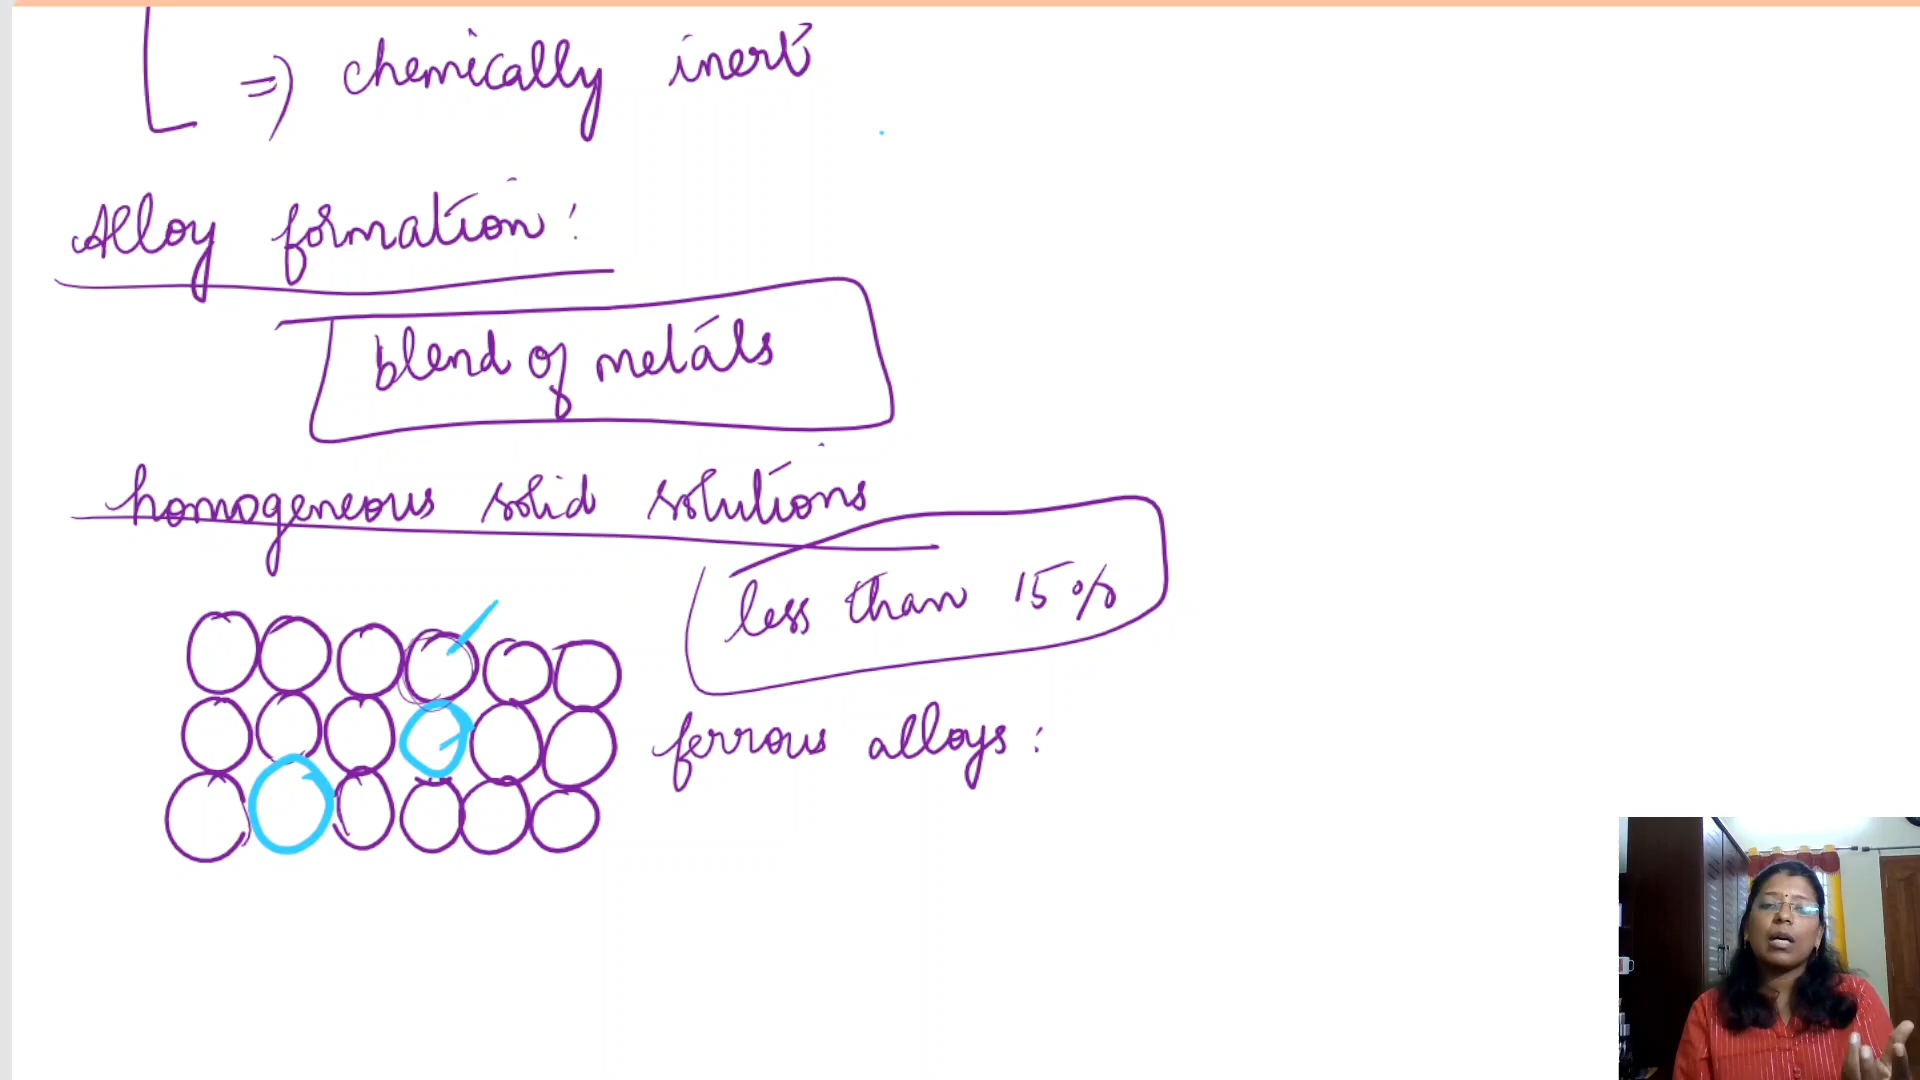 => chemically inert
Alloy formation:
blend of metals
homogeneous solid solutions
less than 15%
ferrous alloys: